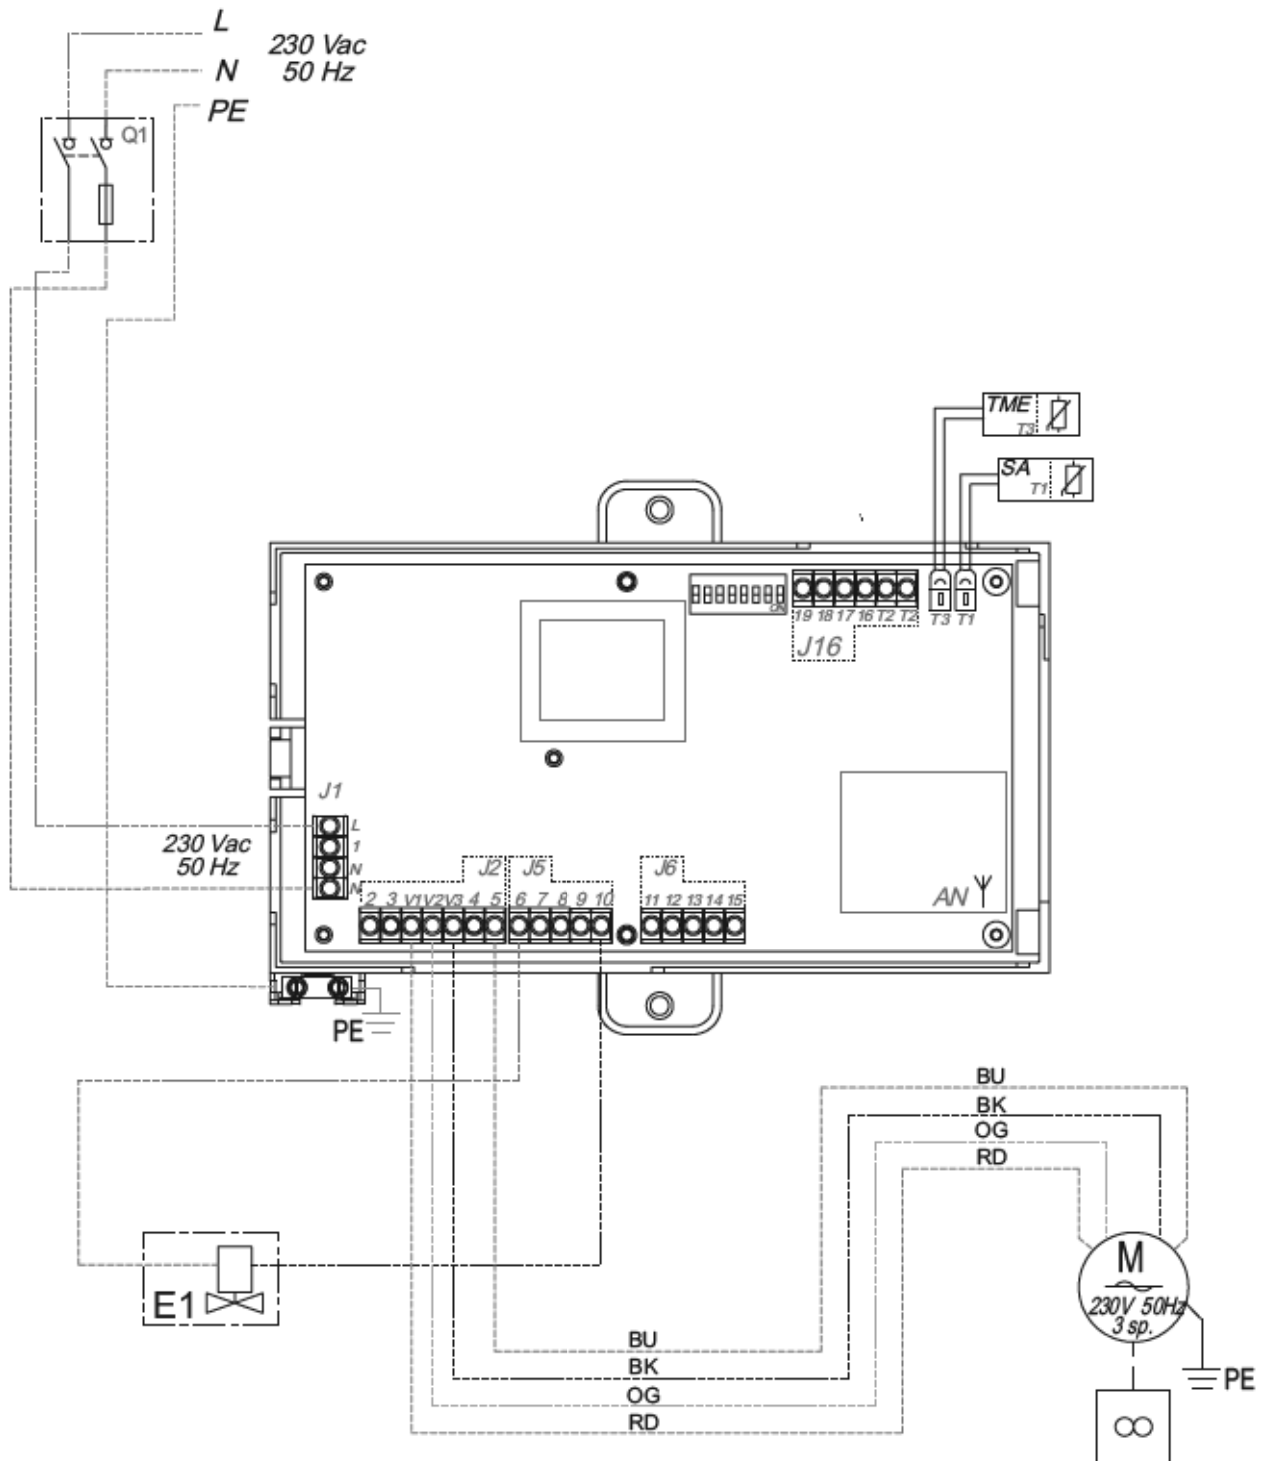 L
230 Vac
N
50 Hz
PE
Q1
TME
T3
SA
T1
ON
19 18 17 16 T2 T2
T3 T1
J16
J1
L
1
N
N
230 Vac
50 Hz
J2
J5
J6
2 3 V1 V2 V3 4 5
6 7 8 9 10
11 12 13 14 15
AN
PE
BU
BK
OG
RD
E1
M
230V 50Hz
3 sp.
BU
BK
OG
RD
PE